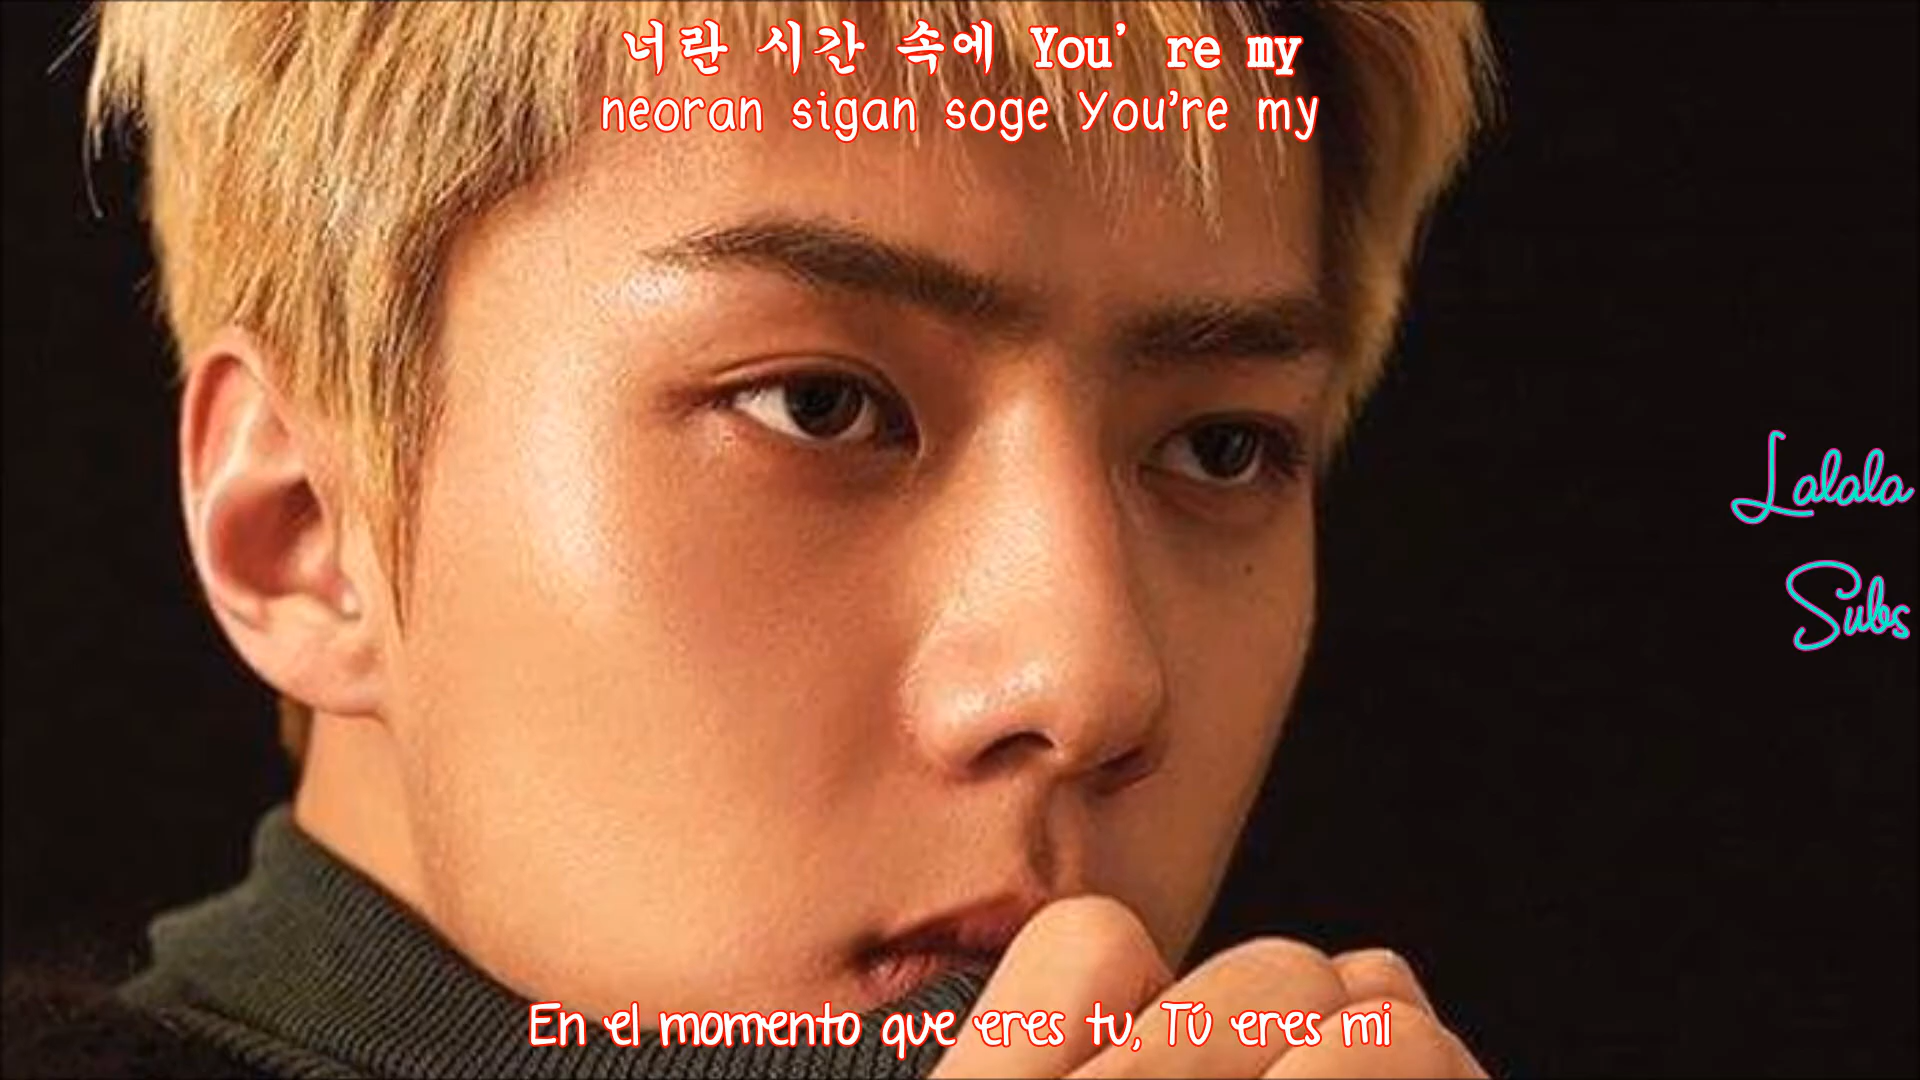 너란 시간 속에 You're my
neoran sigan soge You're my
Lalala
Subs
En el momento que eres tu, Tú eres mi